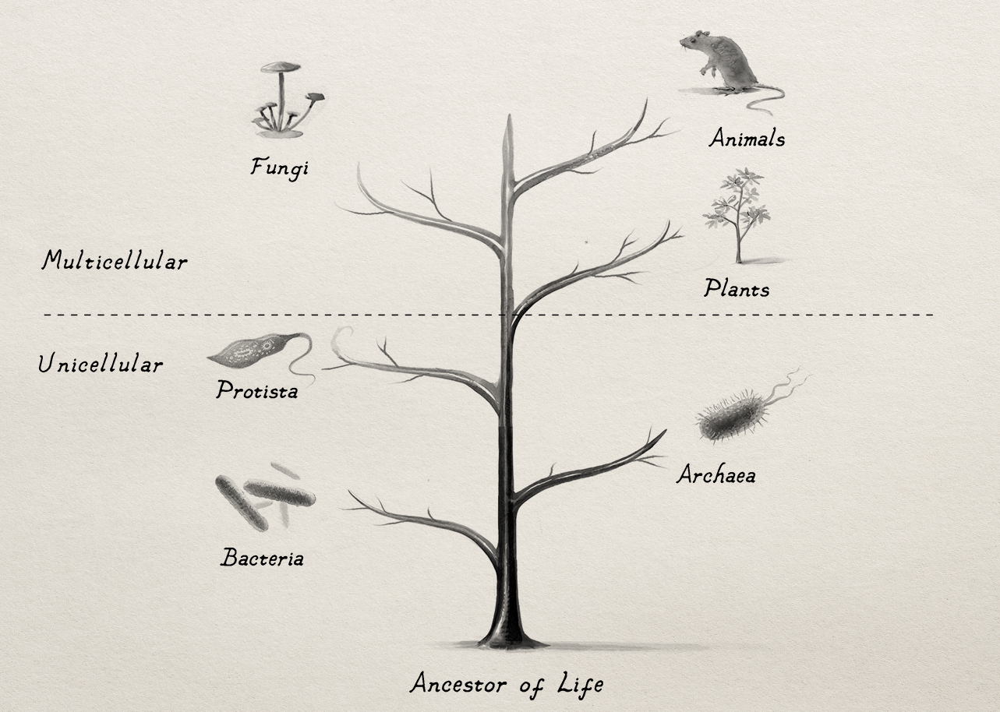 Fungi
Animals
Multicellular
Plants
Unicellular
Protista
Archaea
Bacteria
Ancestor of Life